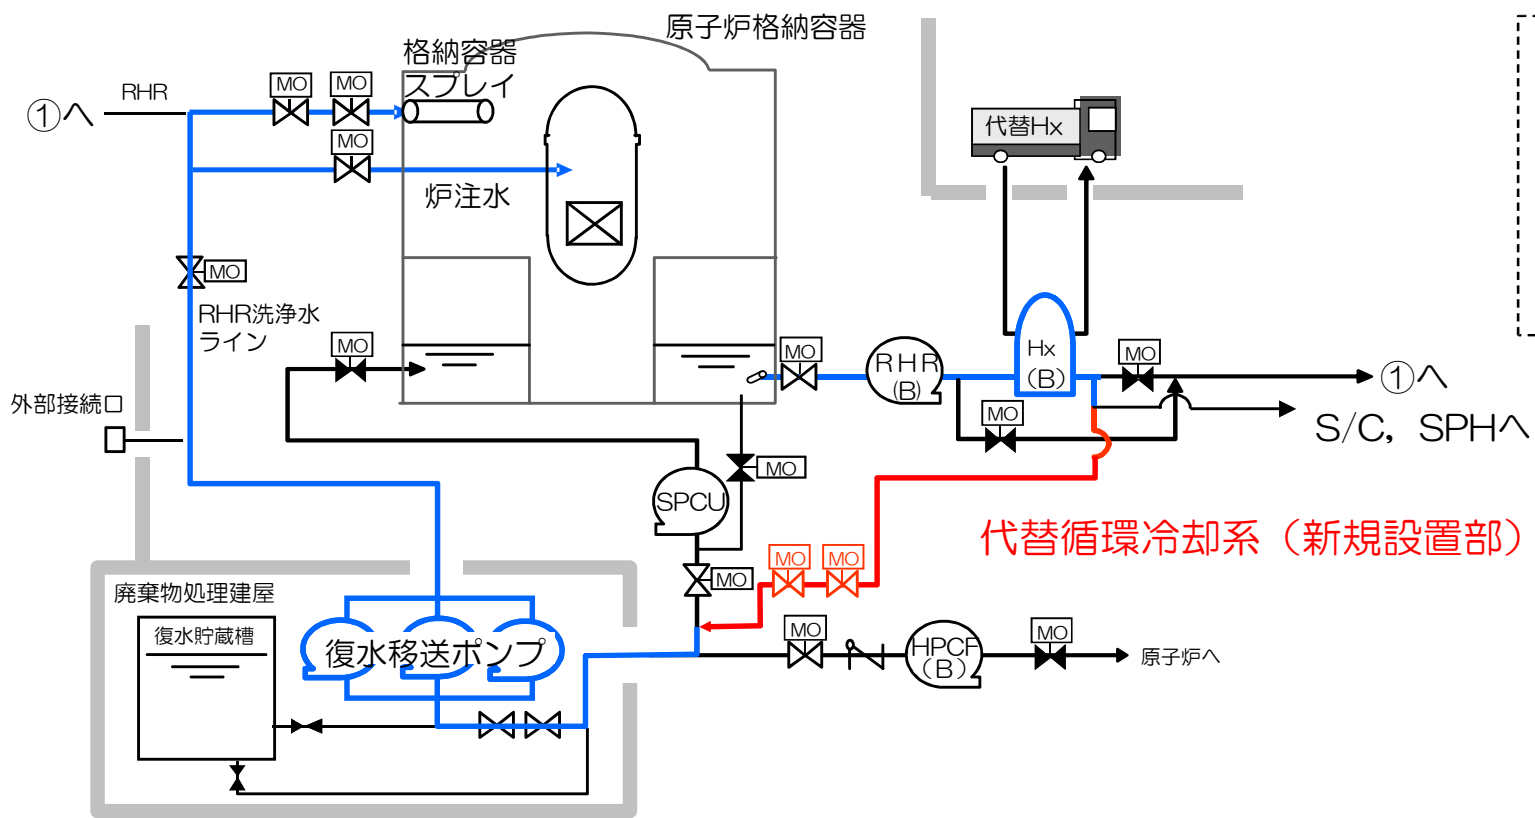 原子炉格納容器
格納容器
スプレイ
MO
MO
RHR
①へ
MO
炉注水
代替Hx
MO
RHR洗浄水
ライン
MO
MO
RHR
(B)
Hx
(B)
MO
①へ
MO
S/C, SPHへ
外部接続口
MO
SPCU
代替循環冷却系（新規設置部）
MO
MO
MO
廃棄物処理建屋
復水貯蔵槽
復水移送ポンプ
MO
HPCF
(B)
MO
原子炉へ